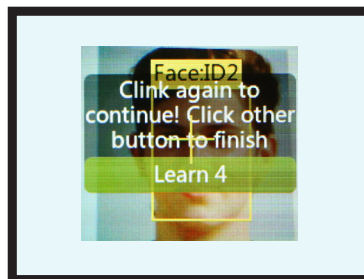 Face:ID2
Clink again to
continue! Click other
button to finish
Learn 4